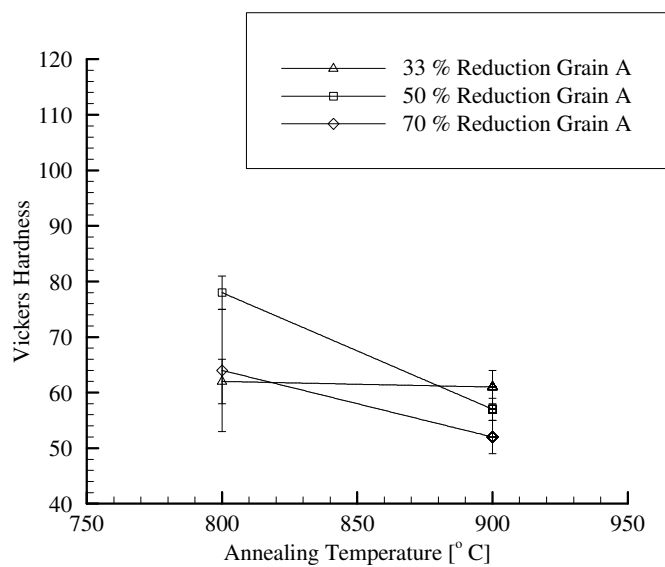 33 % Reduction Grain A
50 % Reduction Grain A
70 % Reduction Grain A
Vickers Hardness
120
110
100
90
80
70
60
50
40
750
800
850
900
950
Annealing Temperature [° C]